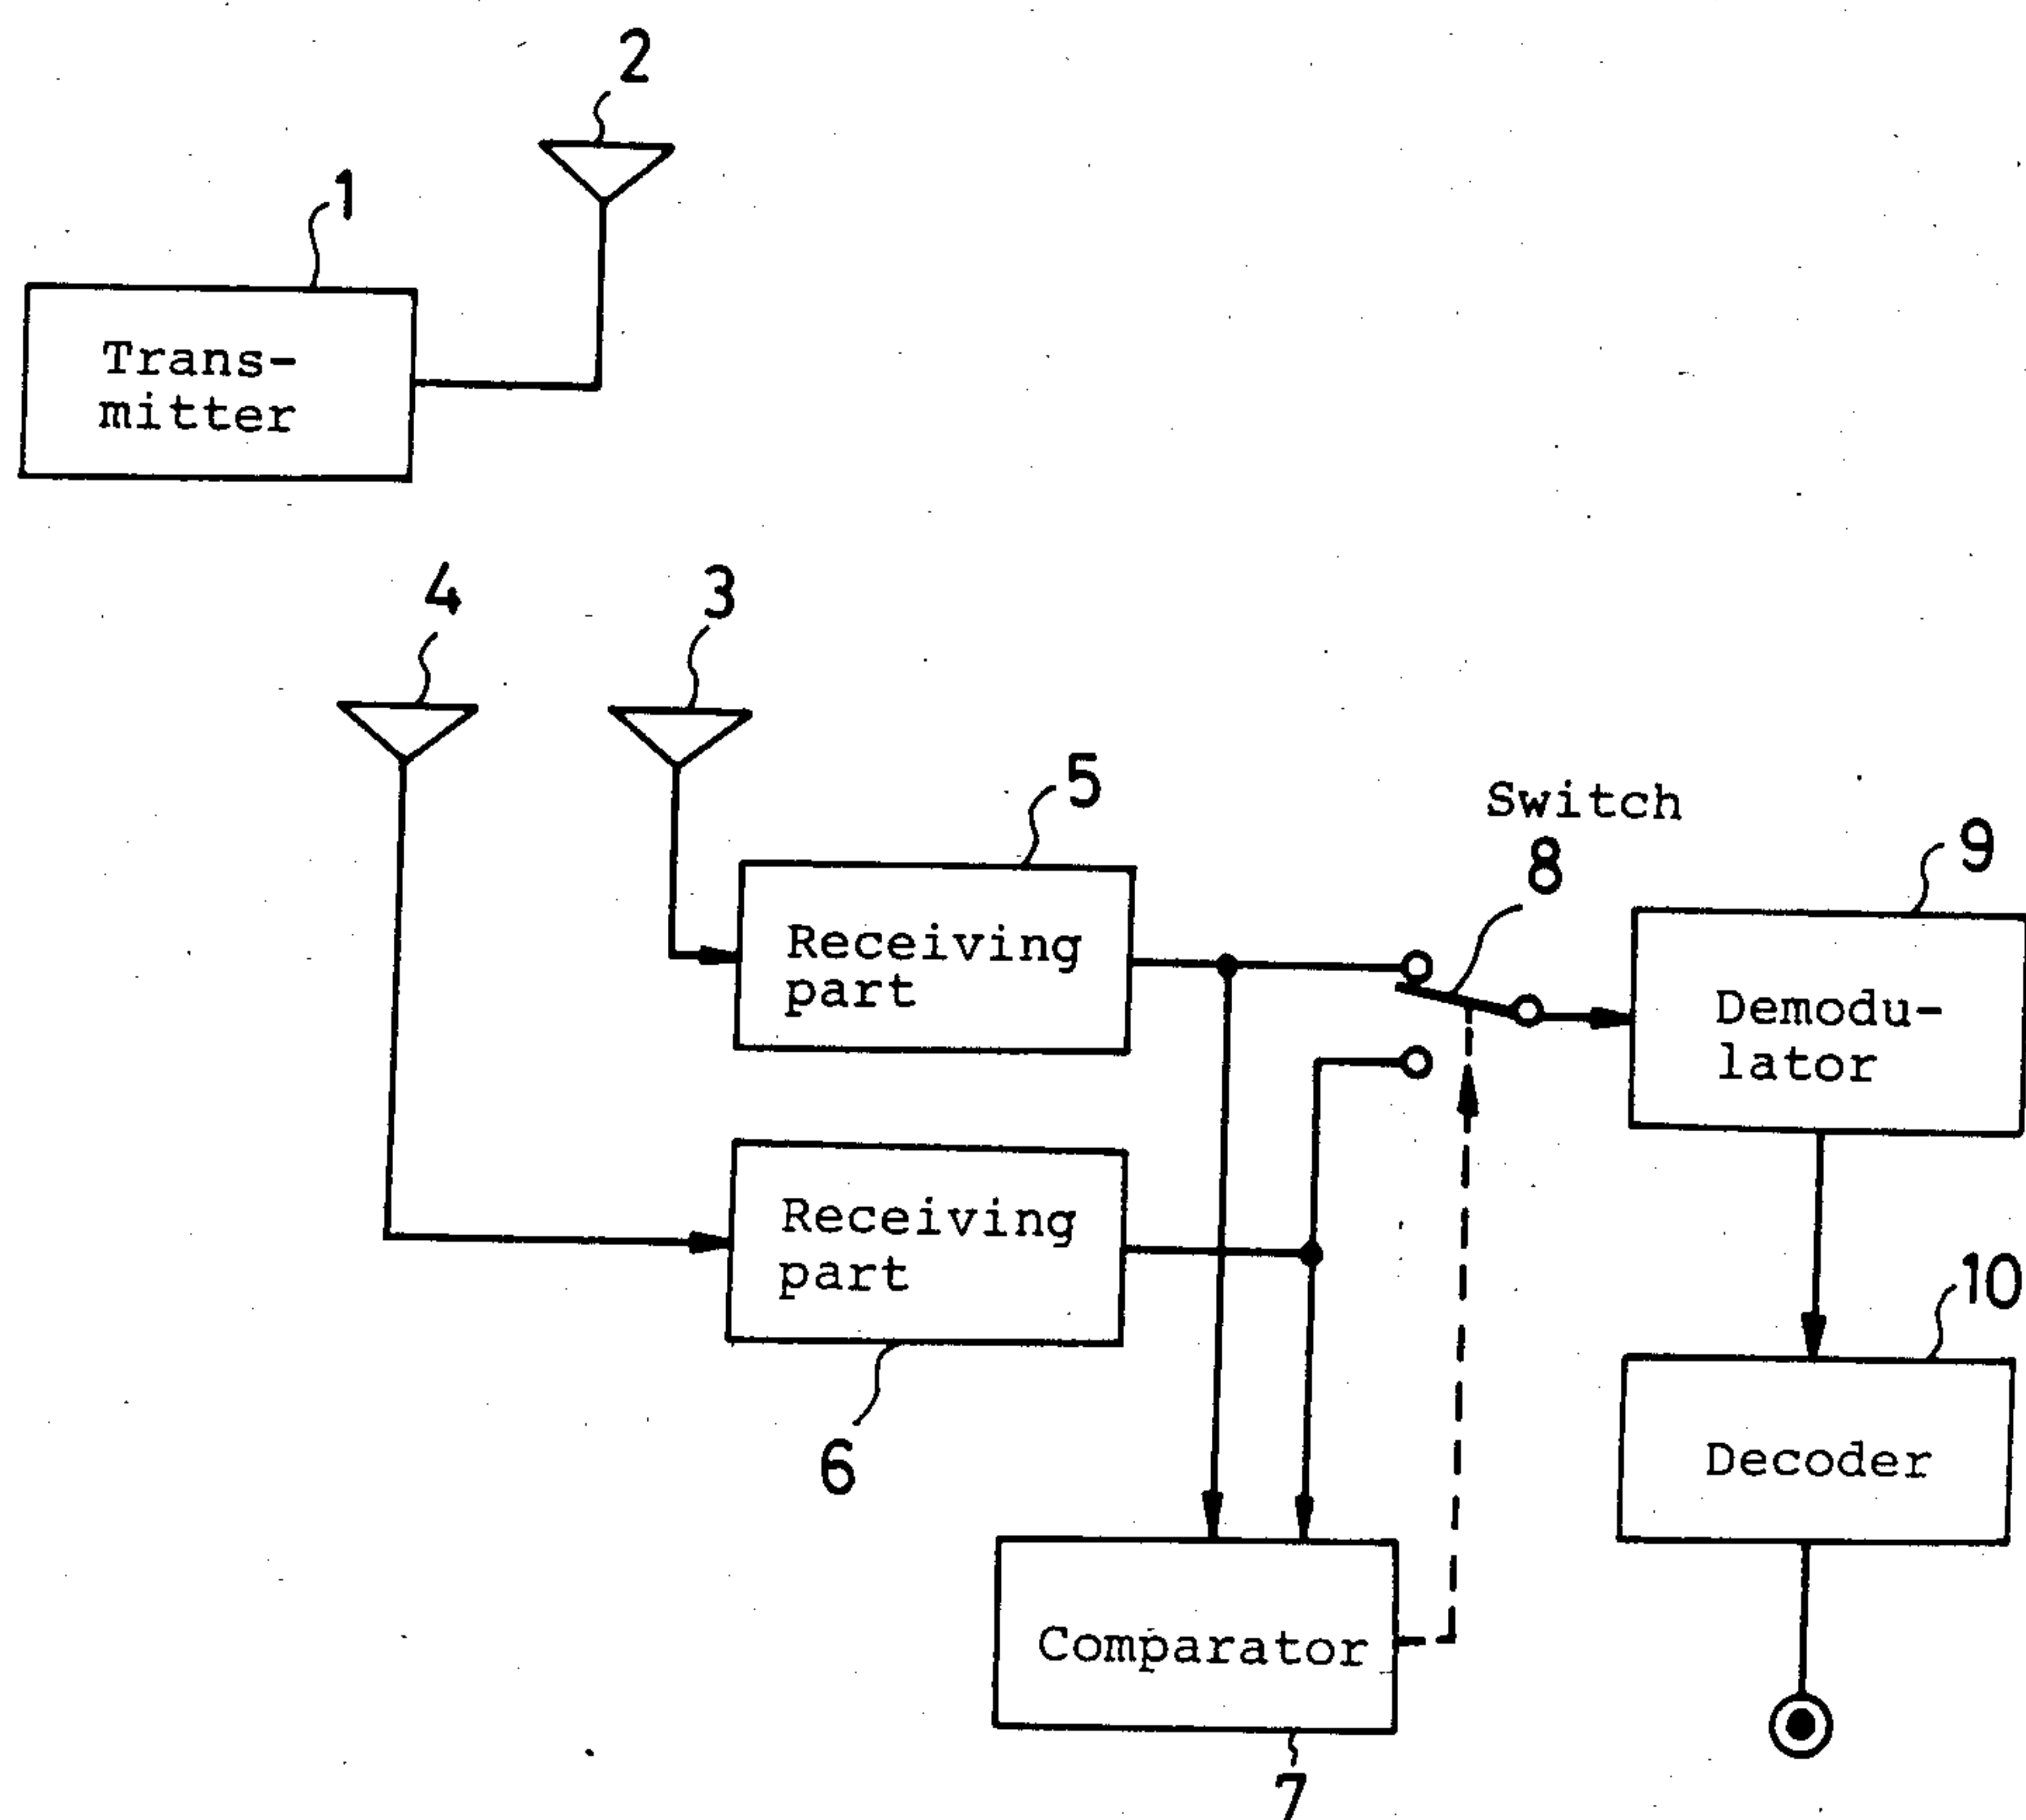 2
1
Trans-
mitter
4
3
5
Switch
8
9
Receiving
part
Demodu-
lator
Receiving
part
6
10
Decoder
Comparator
7